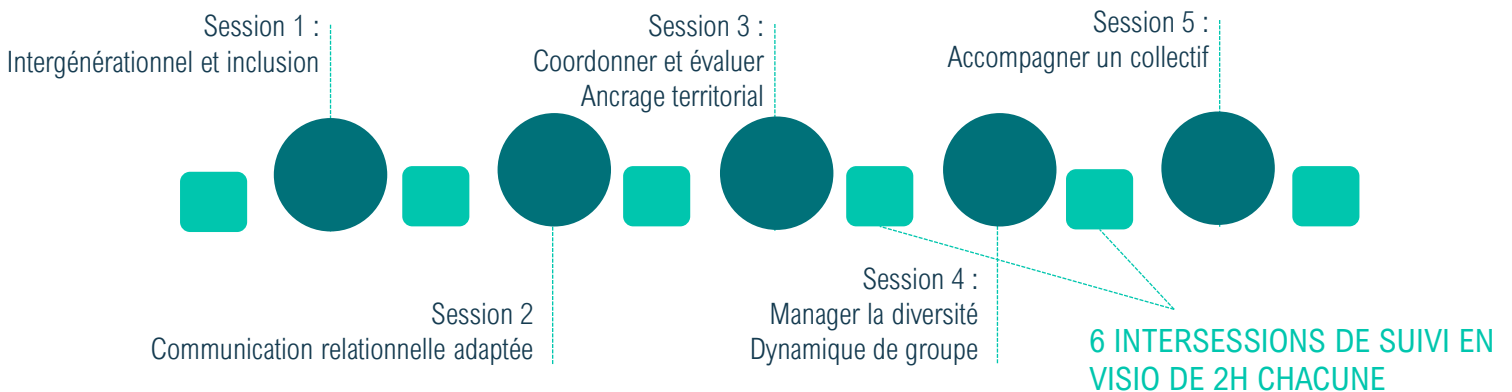 Session 1 :
Intergénérationnel et inclusion
Session 3 :
Coordonner et évaluer
Ancrage territorial
Session 5 :
Accompagner un collectif
Session 2
Communication relationnelle adaptée
Session 4 :
Manager la diversité
Dynamique de groupe
6 INTERSESSIONS DE SUIVI EN
VISIO DE 2H CHACUNE